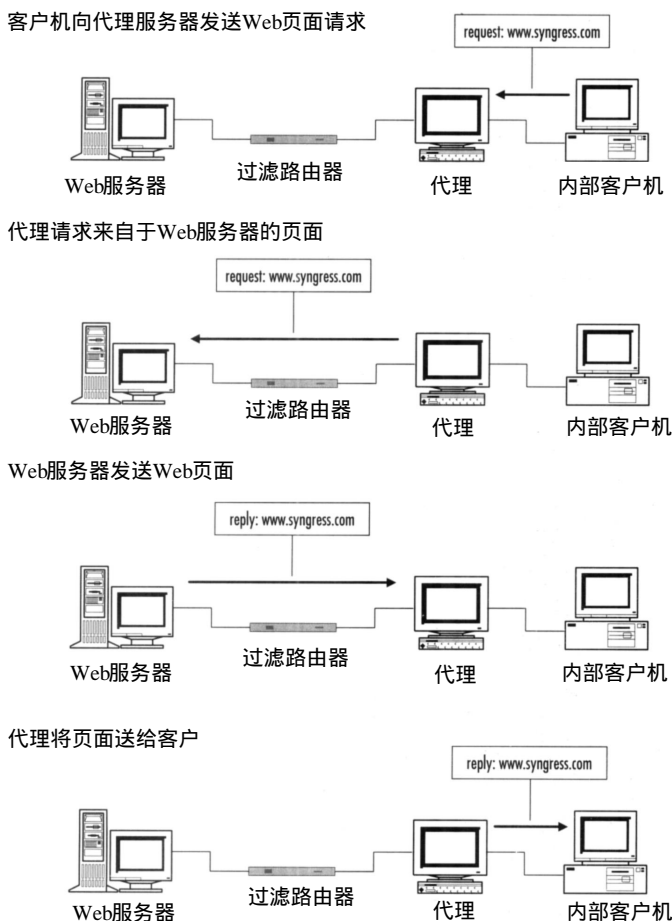 客户机向代理服务器发送Web页面请求
request: www.syngress.com
Web服务器
过滤路由器
代理
内部客户机
代理请求来自于Web服务器的页面
request: www.syngress.com
Web服务器
过滤路由器
代理
内部客户机
Web服务器发送Web页面
reply: www.syngress.com
Web服务器
过滤路由器
代理
内部客户机
代理将页面送给客户
reply: www.syngress.com
Web服务器
过滤路由器
代理
内部客户机